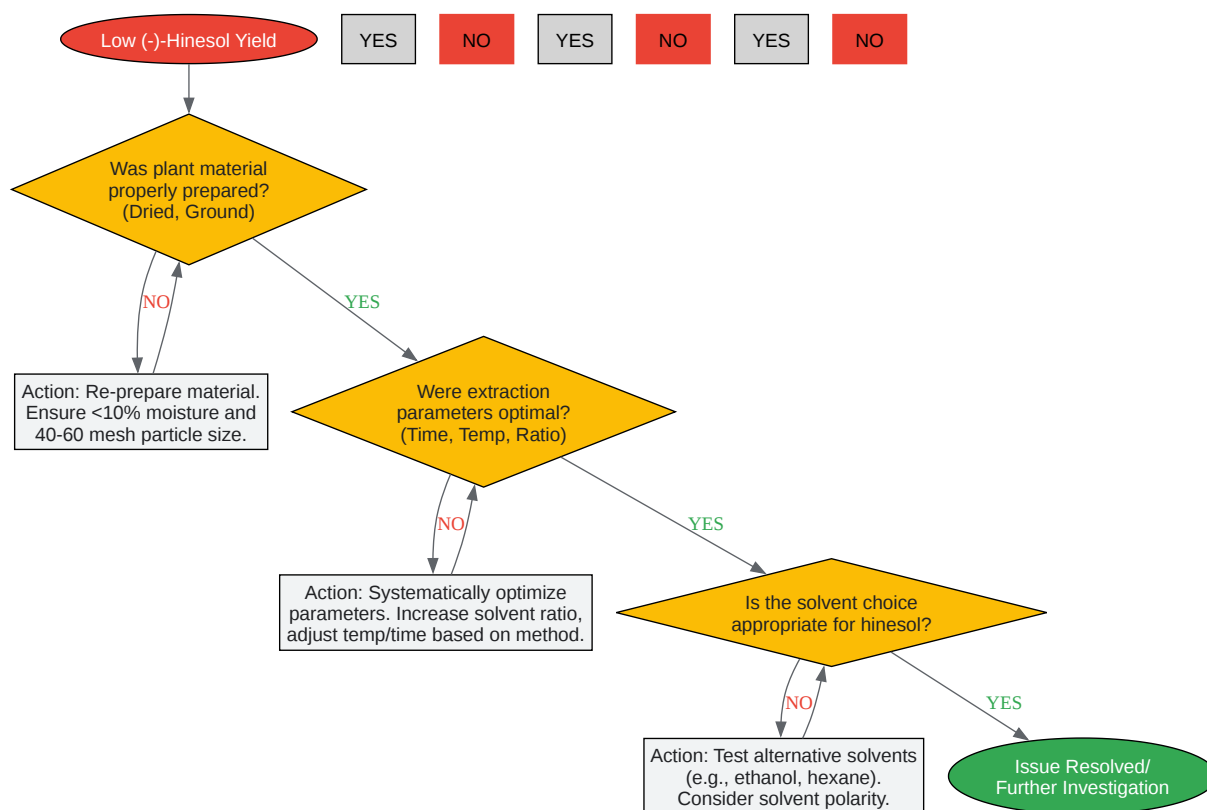 Low (-)-Hinesol Yield
YES
NO
YES
NO
YES
NO
Was plant material
properly prepared?
(Dried, Ground)
NO
YES
Action: Re-prepare material.
Ensure <10% moisture and
40-60 mesh particle size.
Were extraction
parameters optimal?
(Time, Temp, Ratio)
NO
YES
Action: Systematically optimize
parameters. Increase solvent ratio,
adjust temp/time based on method.
Is the solvent choice
appropriate for hinesol?
NO
YES
Action: Test alternative solvents
(e.g., ethanol, hexane).
Consider solvent polarity.
Issue Resolved/
Further Investigation